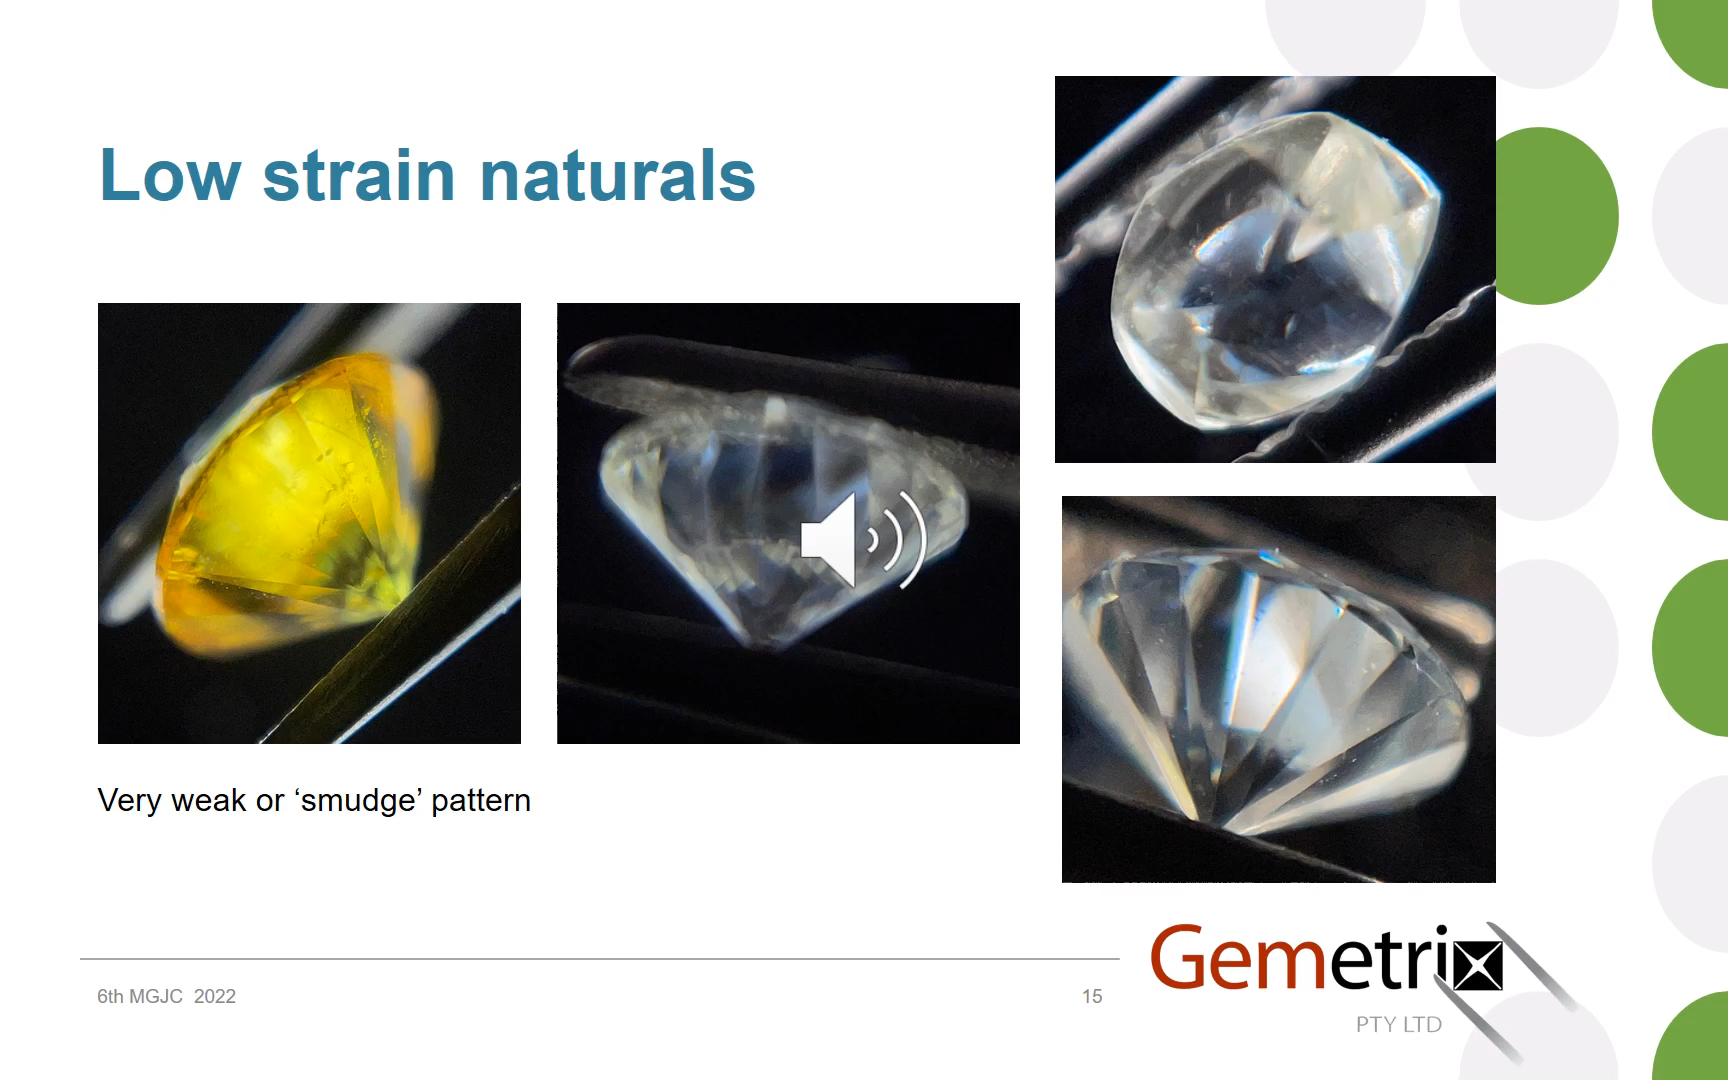 Low strain naturals
Very weak or ‘smudge’ pattern
6th MGJC 2022
15
Gemetrix
PTY LTD